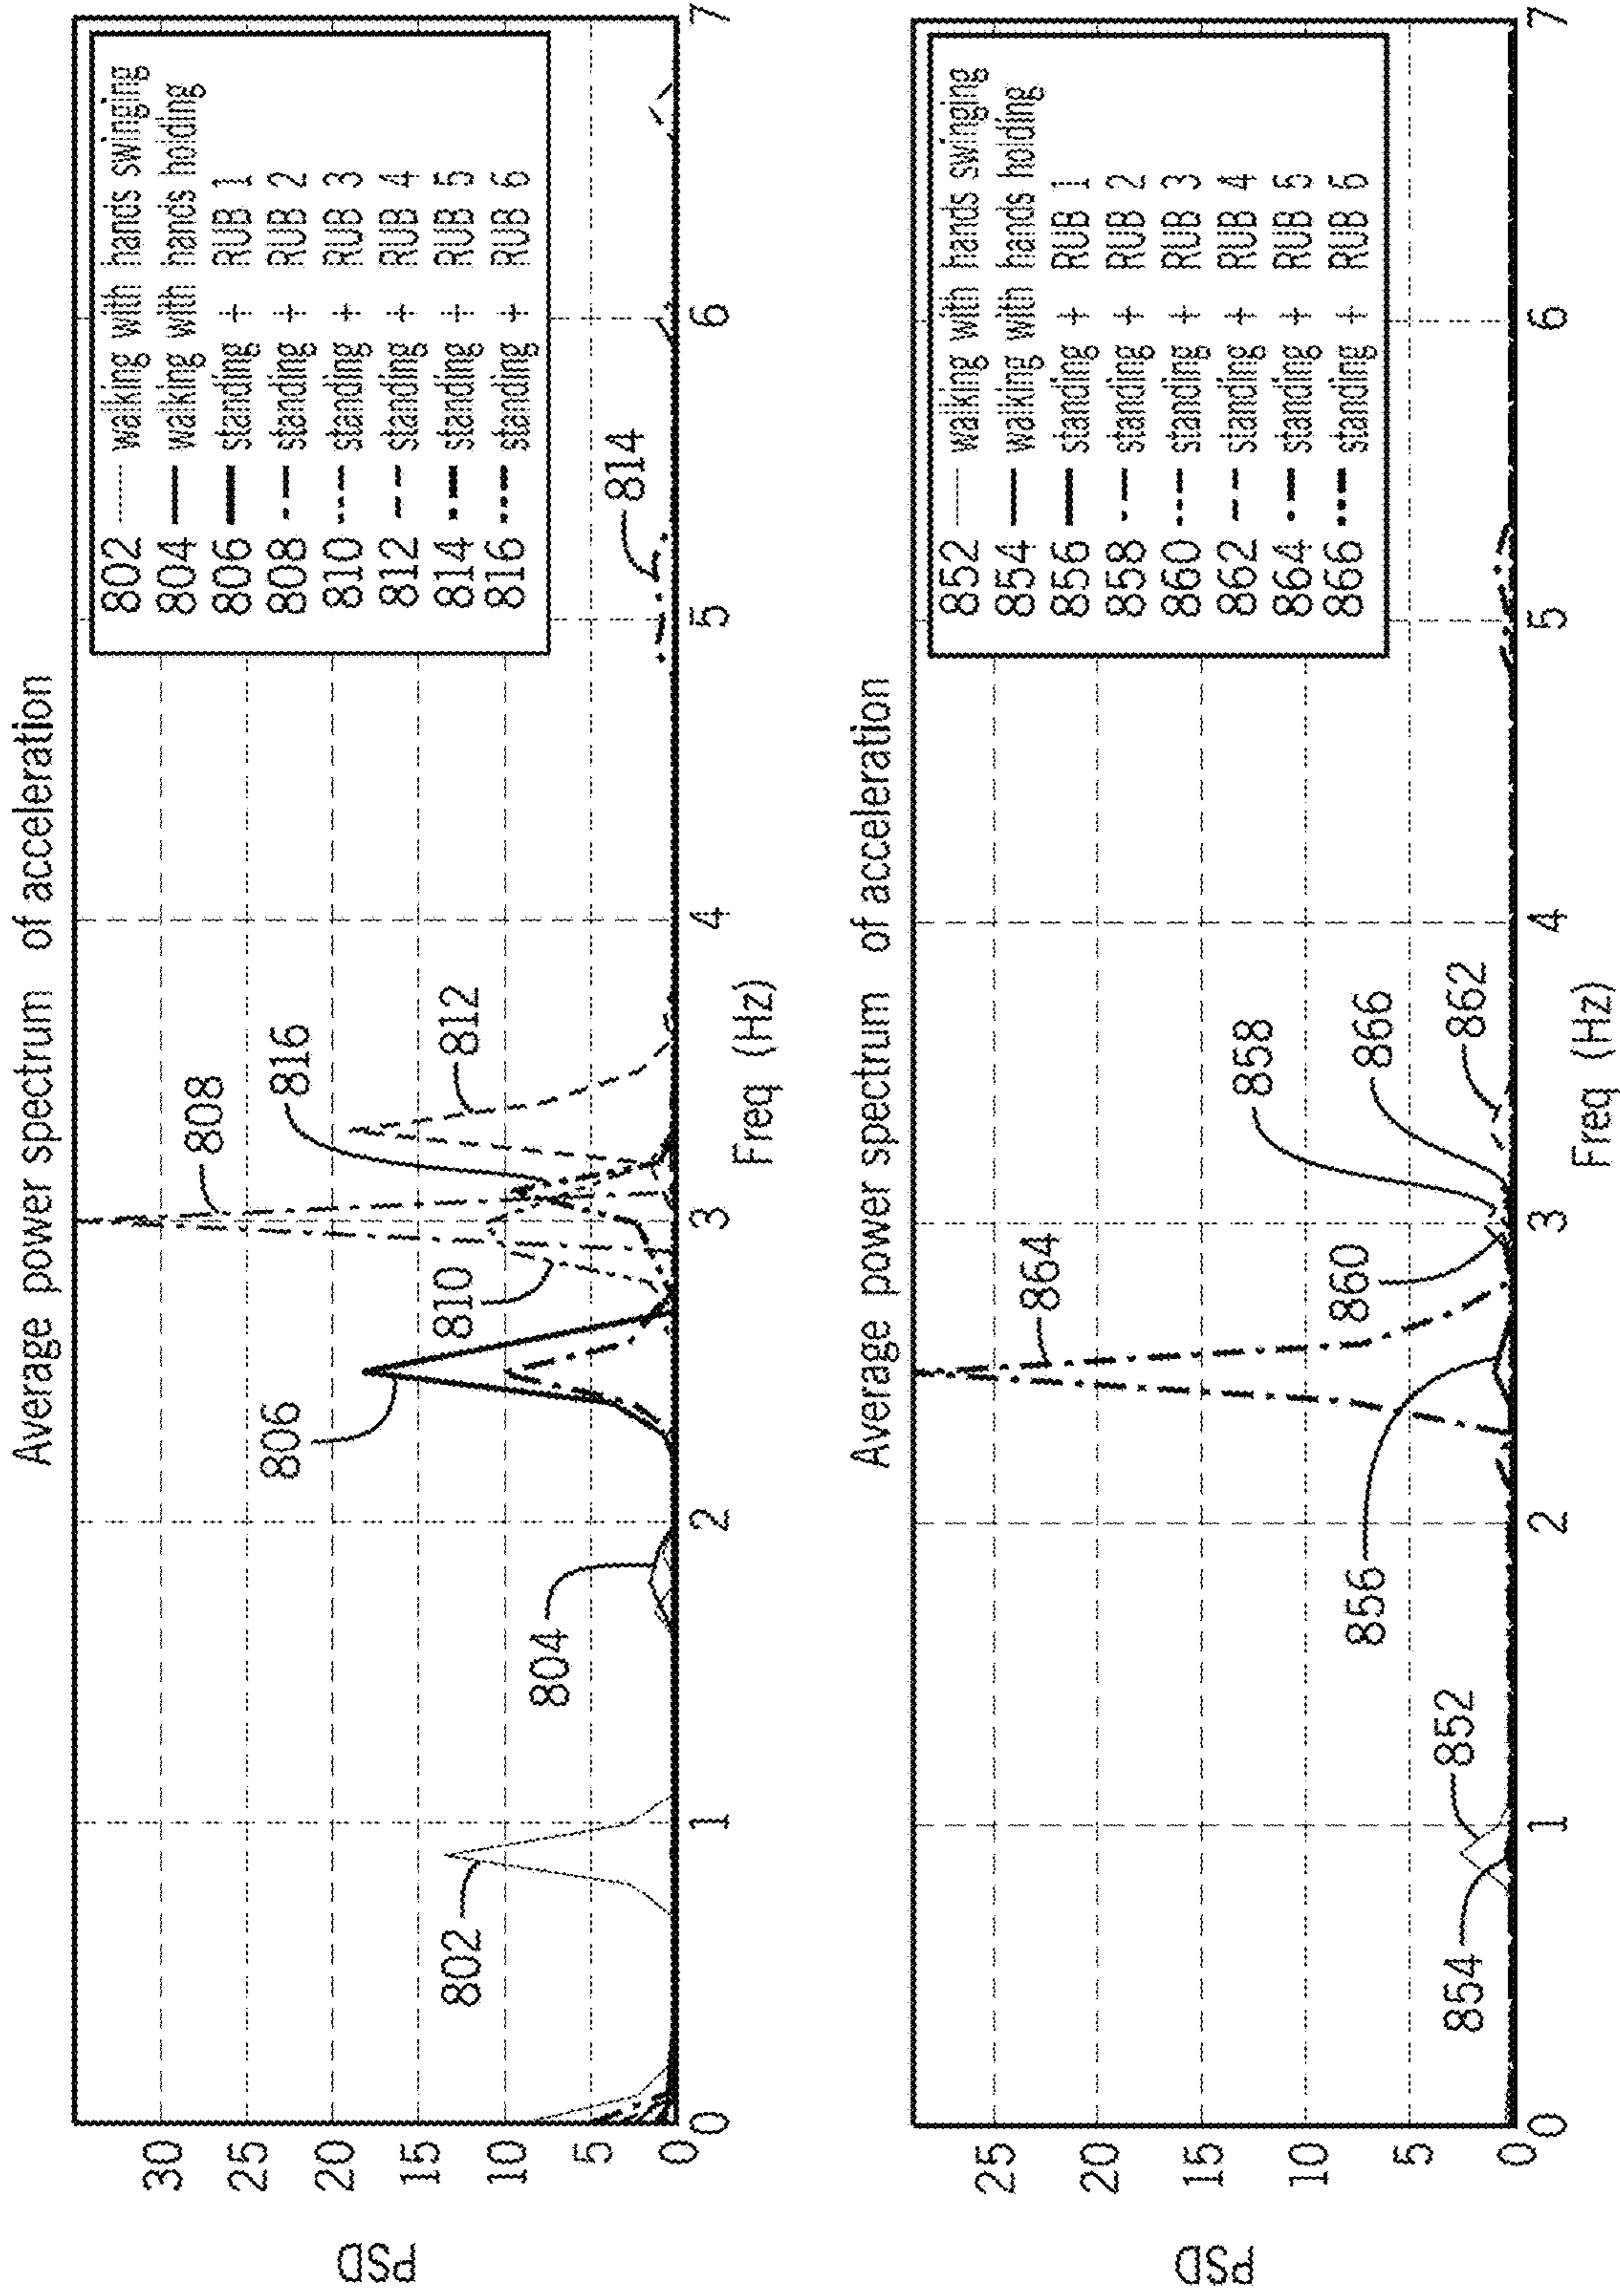 Average power spectrum of acceleration
PSD
30
25
20
15
10
5
0
802 walking with hands swinging
804 walking with hands holding
806 standing + RUB 1
808 standing + RUB 2
810 standing + RUB 3
812 standing + RUB 4
814 standing + RUB 5
816 standing + RUB 6
808
816
812
806
810
814
804
802
0 1 2 3 4 5 6 7
Freq (Hz)
Average power spectrum of acceleration
PSD
25
20
15
10
5
0
852 walking with hands swinging
854 walking with hands holding
856 standing + RUB 1
858 standing + RUB 2
860 standing + RUB 3
862 standing + RUB 4
864 standing + RUB 5
866 standing + RUB 6
864
858
860
866
856
862
852
854
0 1 2 3 4 5 6 7
Freq (Hz)